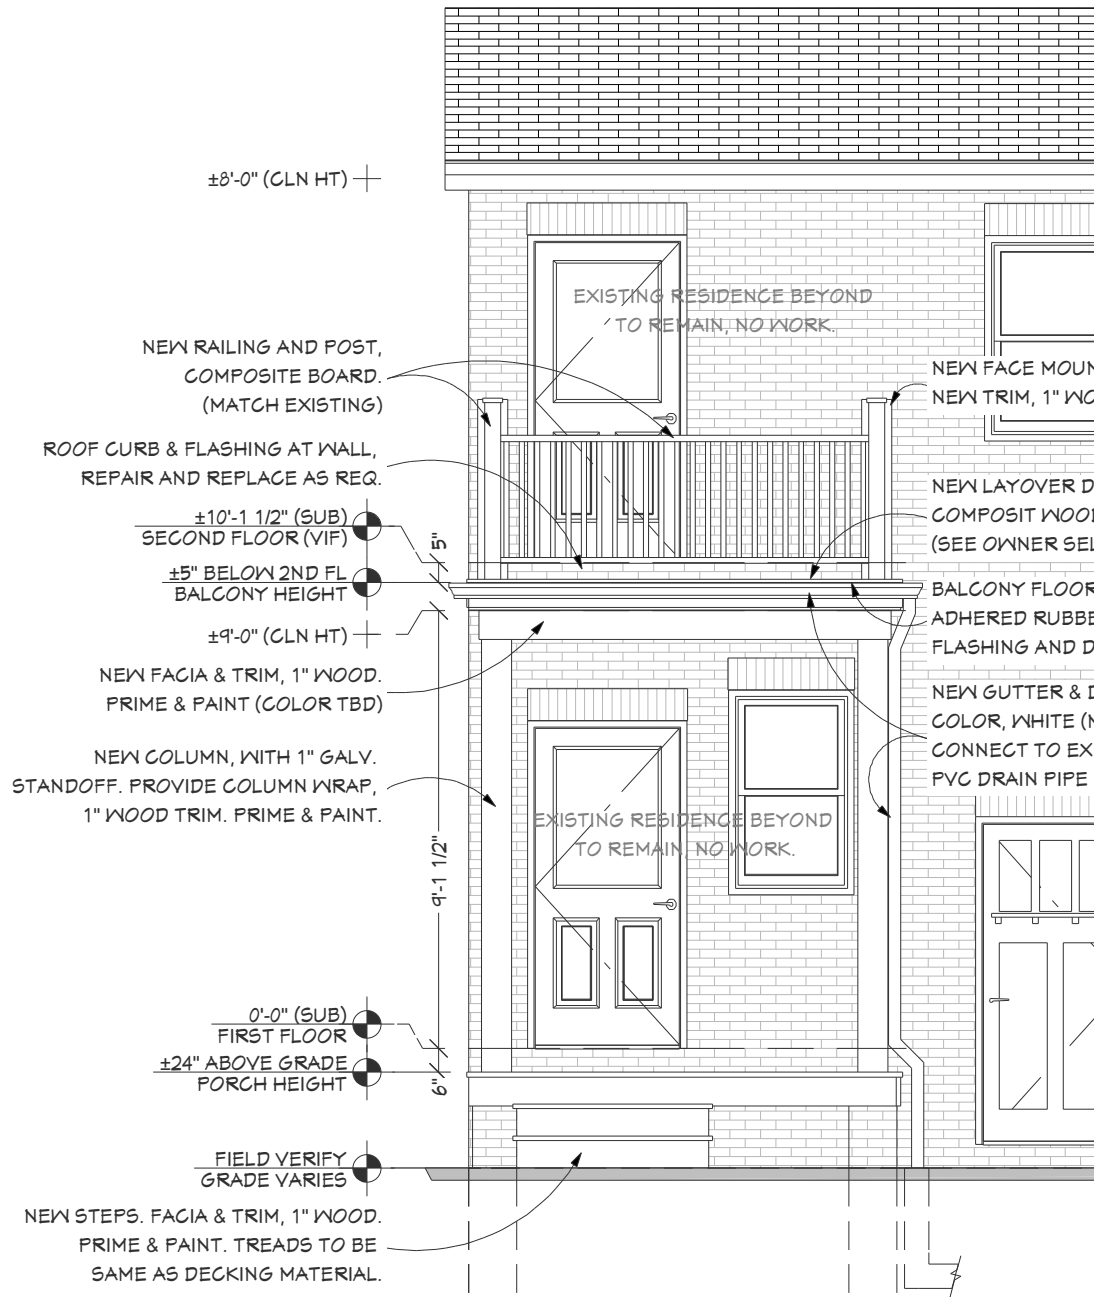 ±8'-0" (CLN HT)
EXISTING RESIDENCE BEYOND
TO REMAIN, NO WORK.
NEW RAILING AND POST,
COMPOSITE BOARD.
(MATCH EXISTING)
NEW FACE MOUN
NEW TRIM, 1" WO
ROOF CURB & FLASHING AT WALL,
REPAIR AND REPLACE AS REQ.
NEW LAYOVER D
COMPOSIT WOOD
(SEE OWNER SEL
±10'-1 1/2" (SUB)
SECOND FLOOR (VIF)
5"
±5" BELOW 2ND FL
BALCONY HEIGHT
BALCONY FLOOR
ADHERED RUBBE
FLASHING AND D
±9'-0" (CLN HT)
NEW FACIA & TRIM, 1" WOOD.
PRIME & PAINT (COLOR TBD)
NEW GUTTER & D
COLOR, WHITE (M
CONNECT TO EX
PVC DRAIN PIPE
NEW COLUMN, WITH 1" GALV.
STANDOFF. PROVIDE COLUMN WRAP,
1" WOOD TRIM. PRIME & PAINT.
EXISTING RESIDENCE BEYOND
TO REMAIN, NO WORK.
9'-1 1/2"
0'-0" (SUB)
FIRST FLOOR
±24" ABOVE GRADE
PORCH HEIGHT
6"
FIELD VERIFY
GRADE VARIES
NEW STEPS. FACIA & TRIM, 1" WOOD.
PRIME & PAINT. TREADS TO BE
SAME AS DECKING MATERIAL.